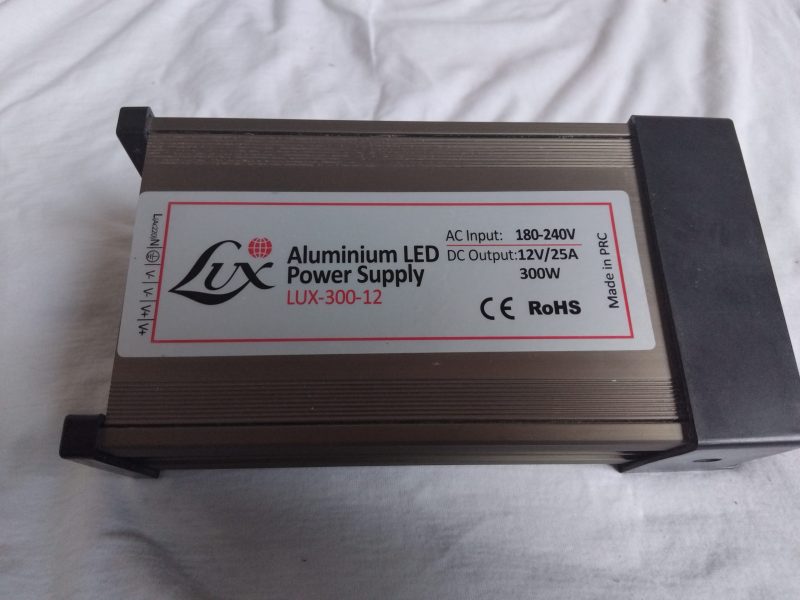 Lux
Aluminium LED
Power Supply
LUX-300-12
AC Input: 180-240V
DC Output:12V/25A
300W
CE RoHS
Made in PRC
V- V- V+ V+